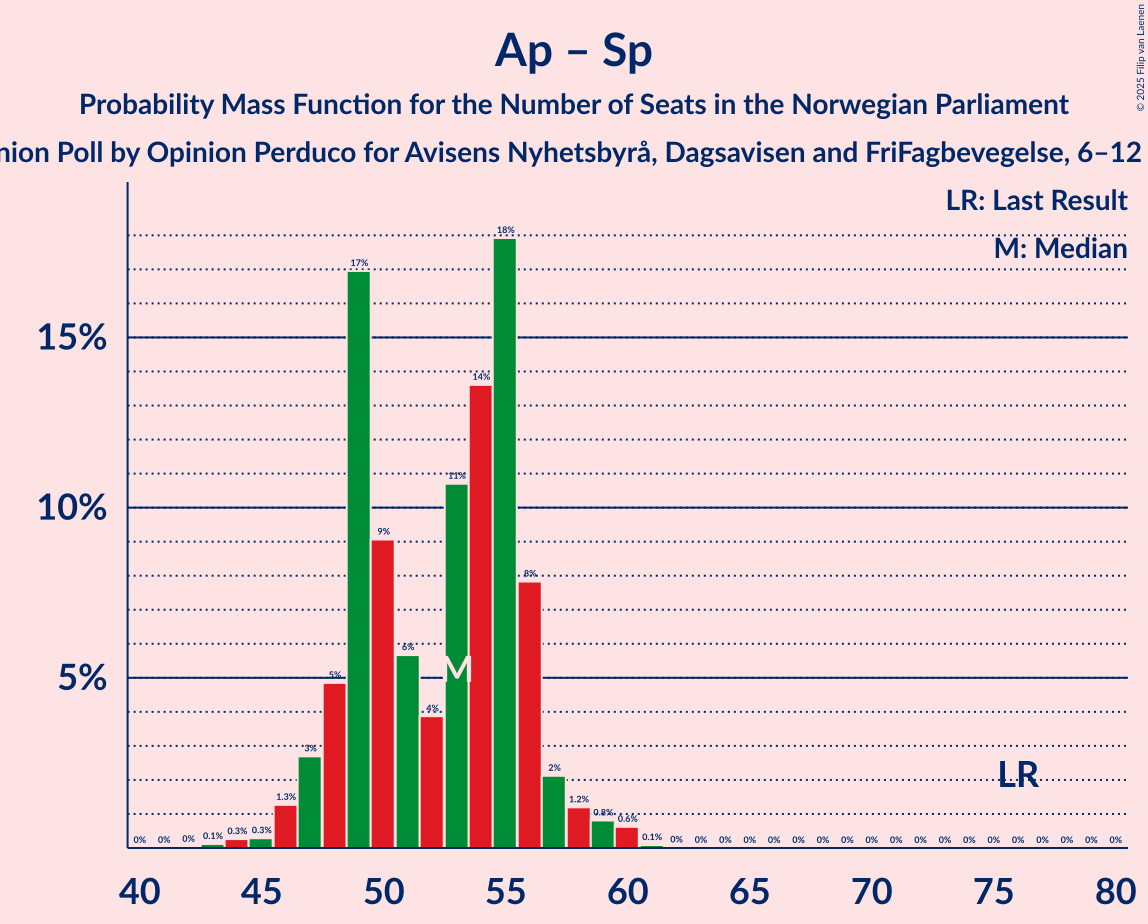 Ap – Sp
Probability Mass Function for the Number of Seats in the Norwegian Parliament
nion Poll by Opinion Perduco for Avisens Nyhetsbyrå, Dagsavisen and FriFagbevegelse, 6–12
© 2025 Filip van Laenen
LR: Last Result
M: Median
15%
10%
5%
0% 0% 0% 0.1% 0.3% 0.3% 1.3% 3% 5% 17% 9% 6% 4% 11% 14% 18% 8% 2% 1.2% 0.8% 0.6% 0.1% 0% 0% 0% 0% 0% 0% 0% 0% 0% 0% 0% 0% 0% 0% 0% 0% 0% 0% 0%
M
LR
40 45 50 55 60 65 70 75 80